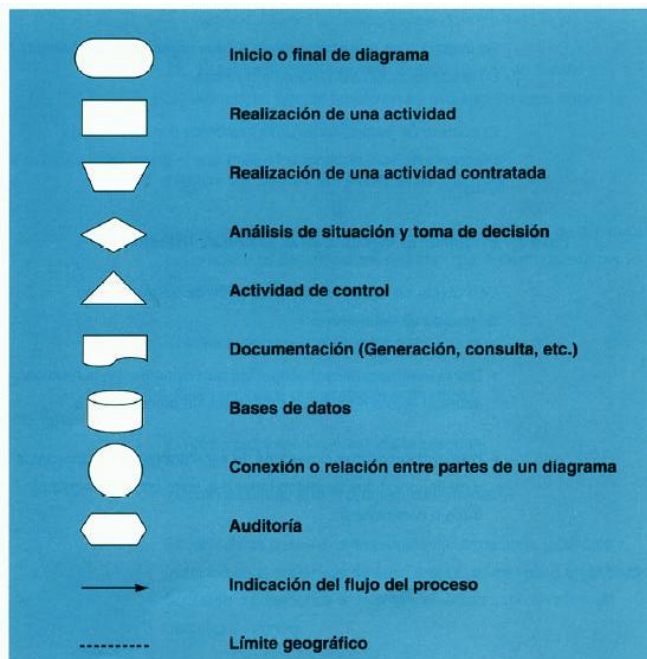 Inicio o final de diagrama
Realización de una actividad
Realización de una actividad contratada
Análisis de situación y toma de decisión
Actividad de control
Documentación (Generación, consulta, etc.)
Bases de datos
Conexión o relación entre partes de un diagrama
Auditoría
Indicación del flujo del proceso
Límite geográfico